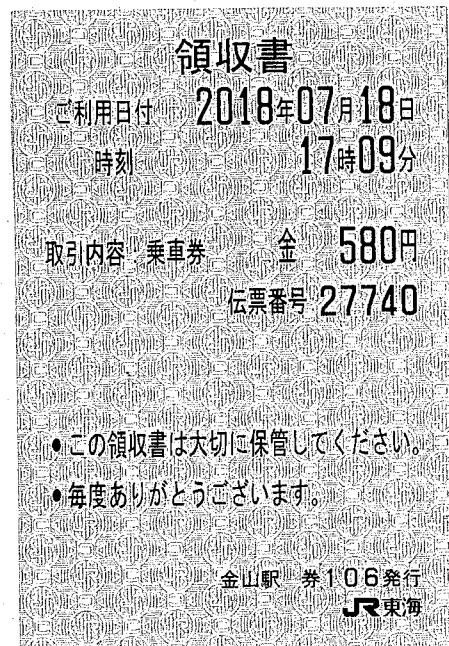 領収書
ご利用日付 2018年07月18日
時刻 17時09分
取引内容 乗車券 金 580円
伝票番号 27740
•この領収書は大切に保管してください。
•毎度ありがとうございます。
金山駅 券106発行
JR東海